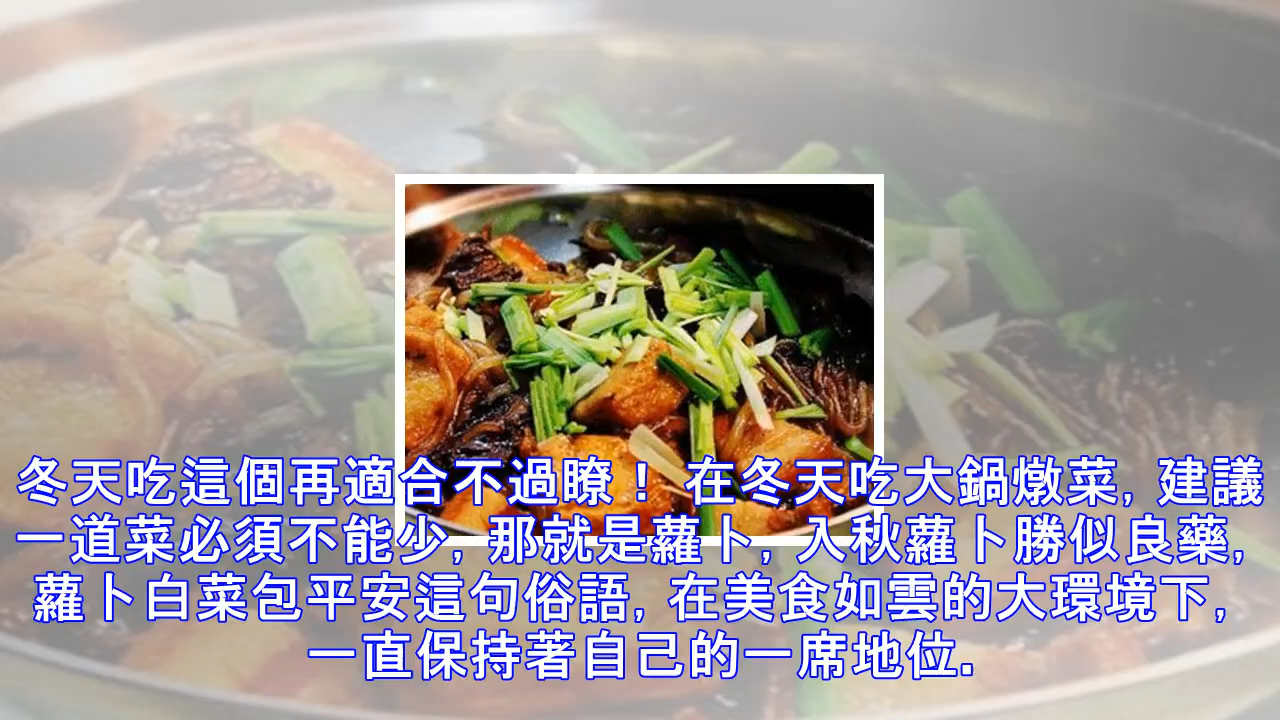 冬天吃這個再適合不過瞭！在冬天吃大鍋燉菜, 建議
一道菜必須不能少, 那就是蘿卜, 入秋蘿卜勝似良藥,
蘿卜白菜包平安這句俗語, 在美食如雲的大環境下,
一直保持著自己的一席地位.